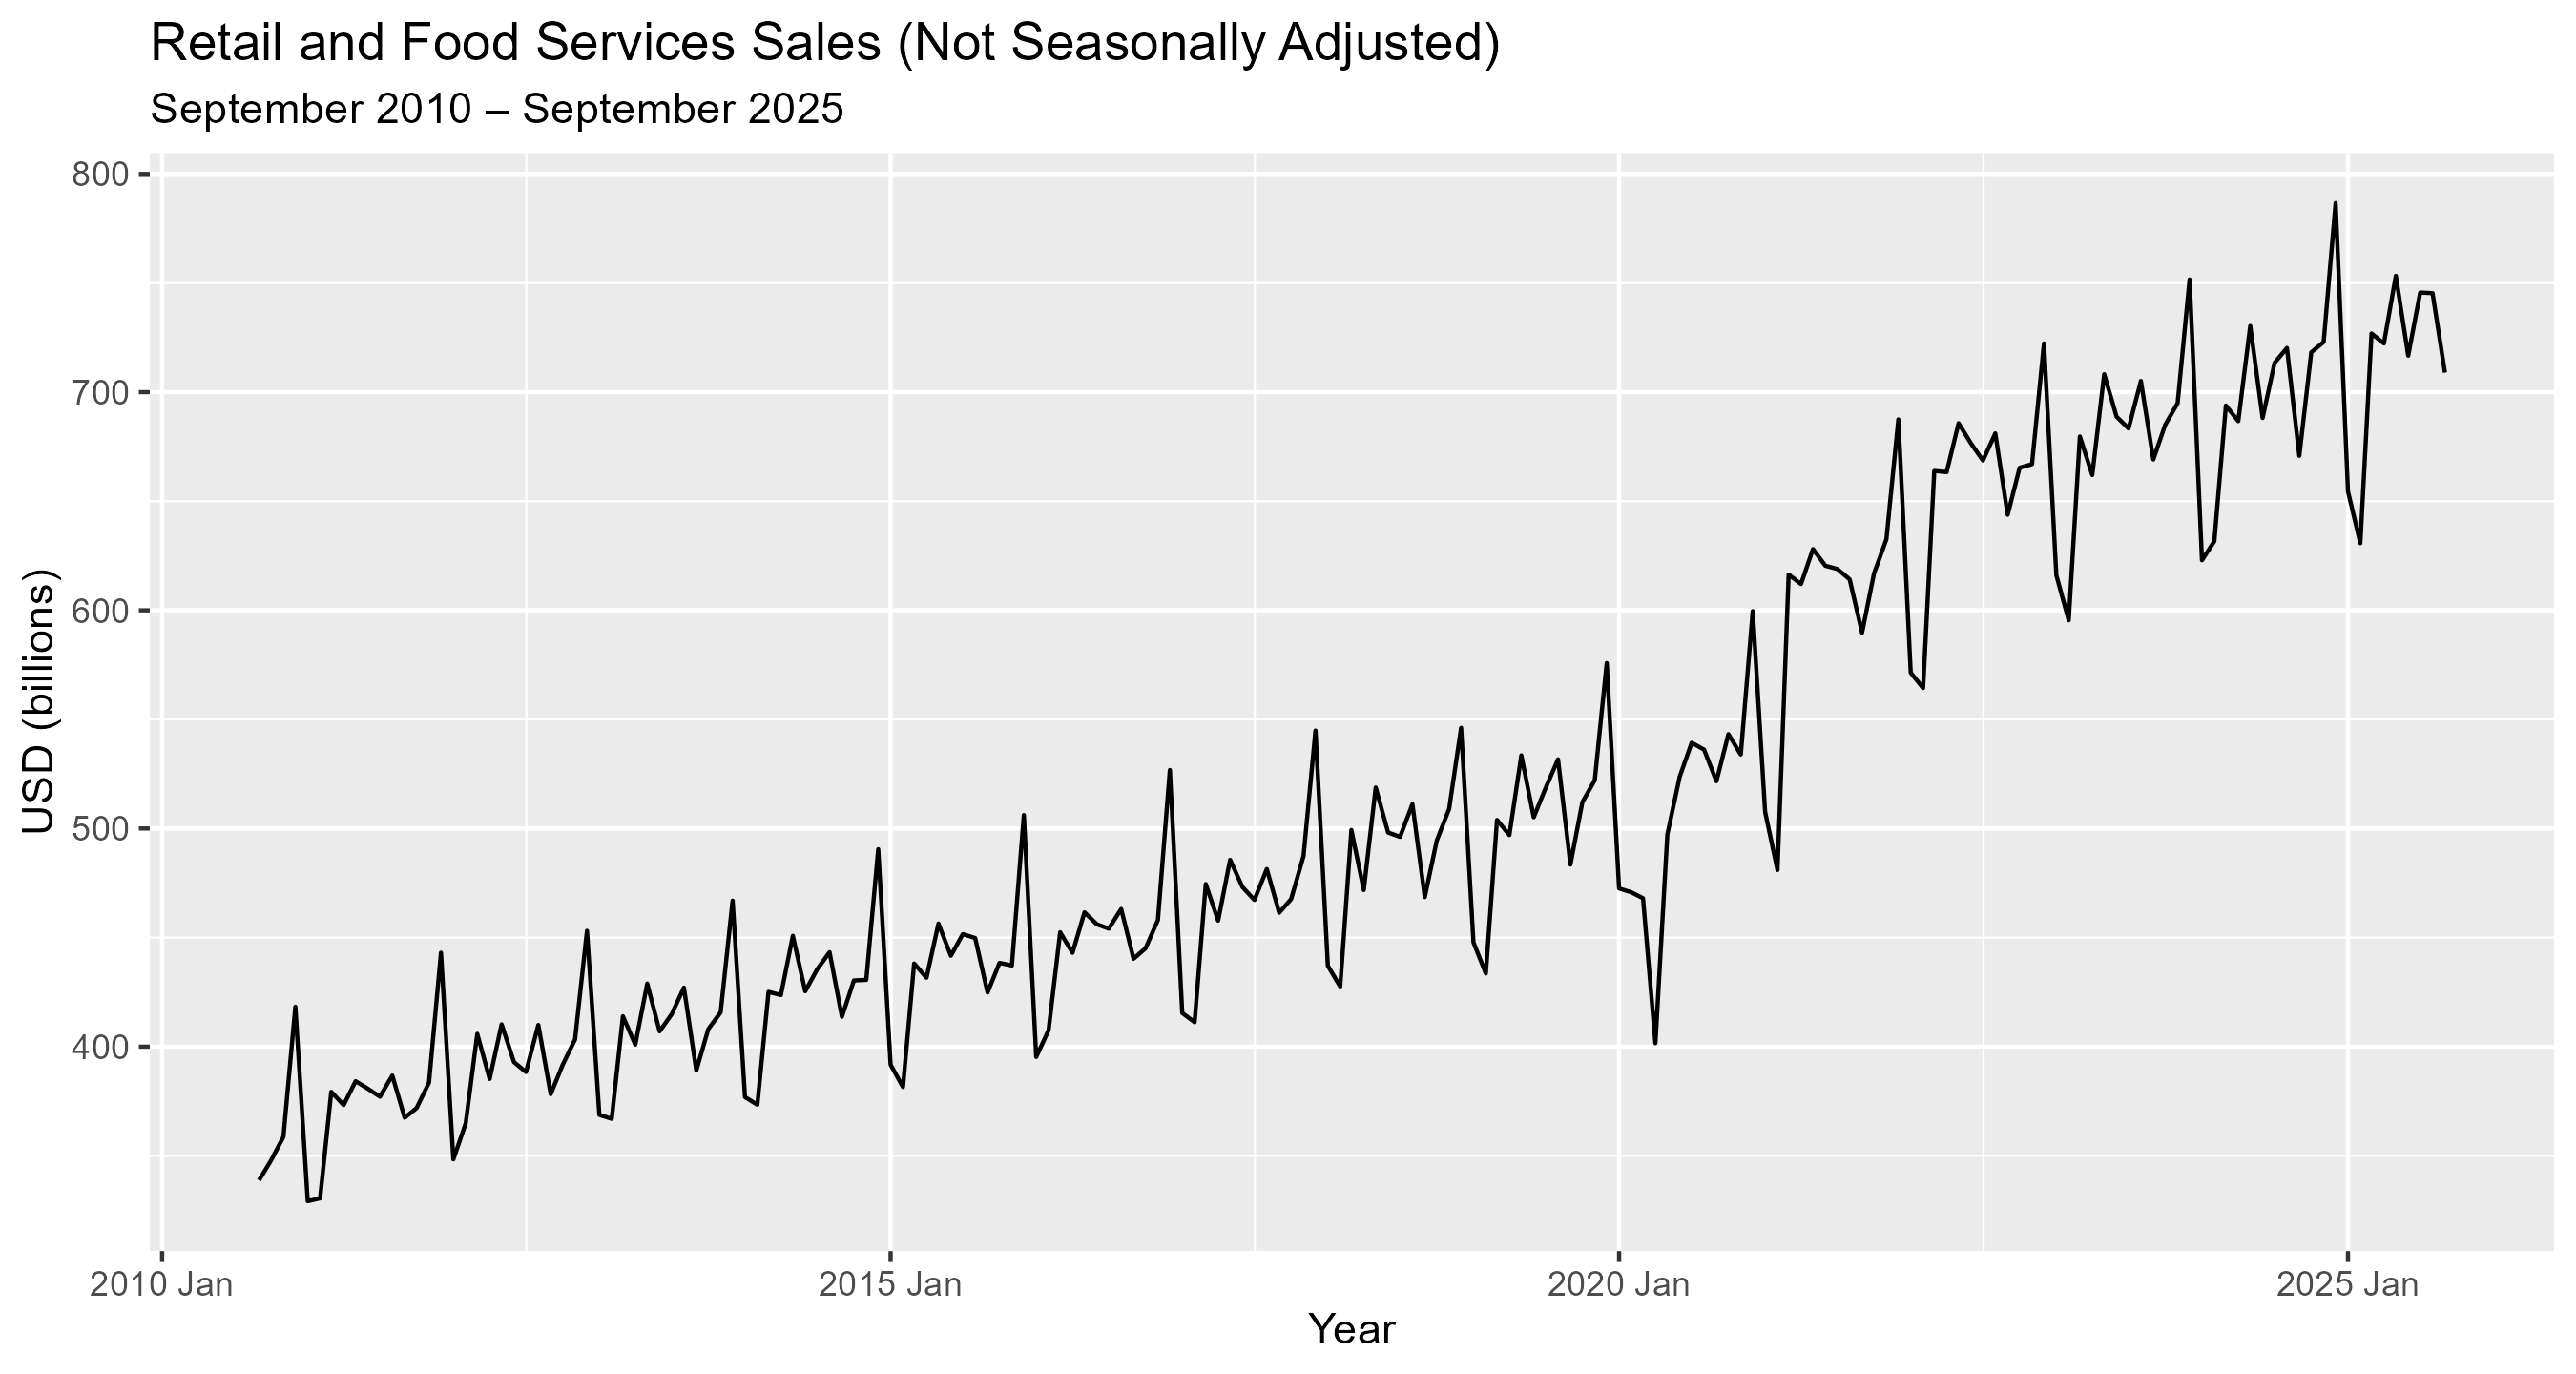 Retail and Food Services Sales (Not Seasonally Adjusted)
September 2010 – September 2025
USD (billions)
800
700
600
500
400
2010 Jan
2015 Jan
2020 Jan
2025 Jan
Year